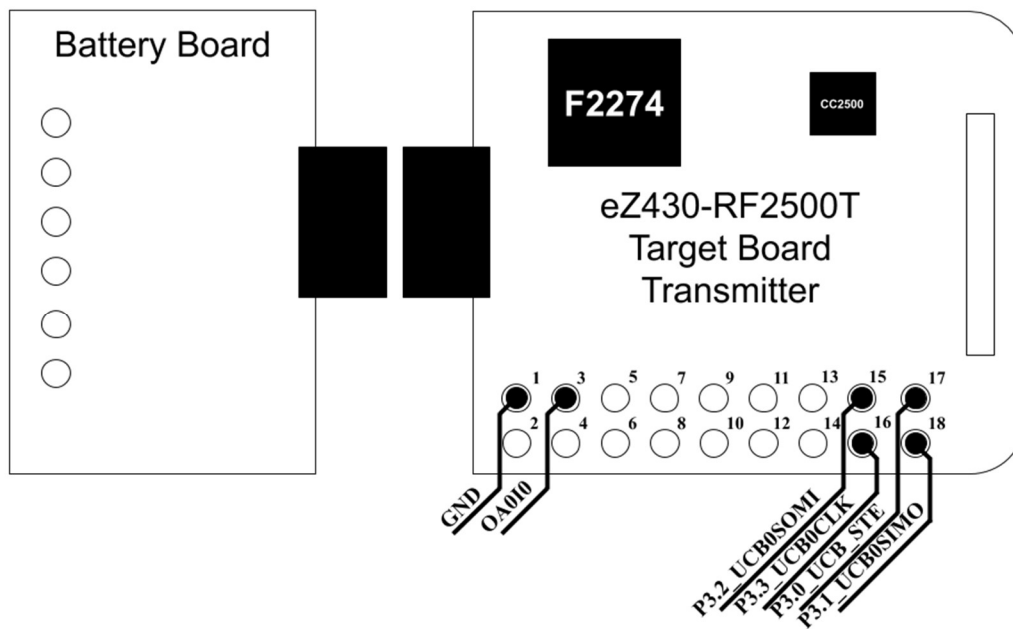 Battery Board
F2274
CC2500
eZ430-RF2500T
Target Board
Transmitter
1 3 5 7 9 11 13 15 17
2 4 6 8 10 12 14 16 18
GND
OA0I0
P3.2_UCB0SOMI
P3.3_UCB0CLK
P3.0_UCB_STE
P3.1_UCB0SIMO